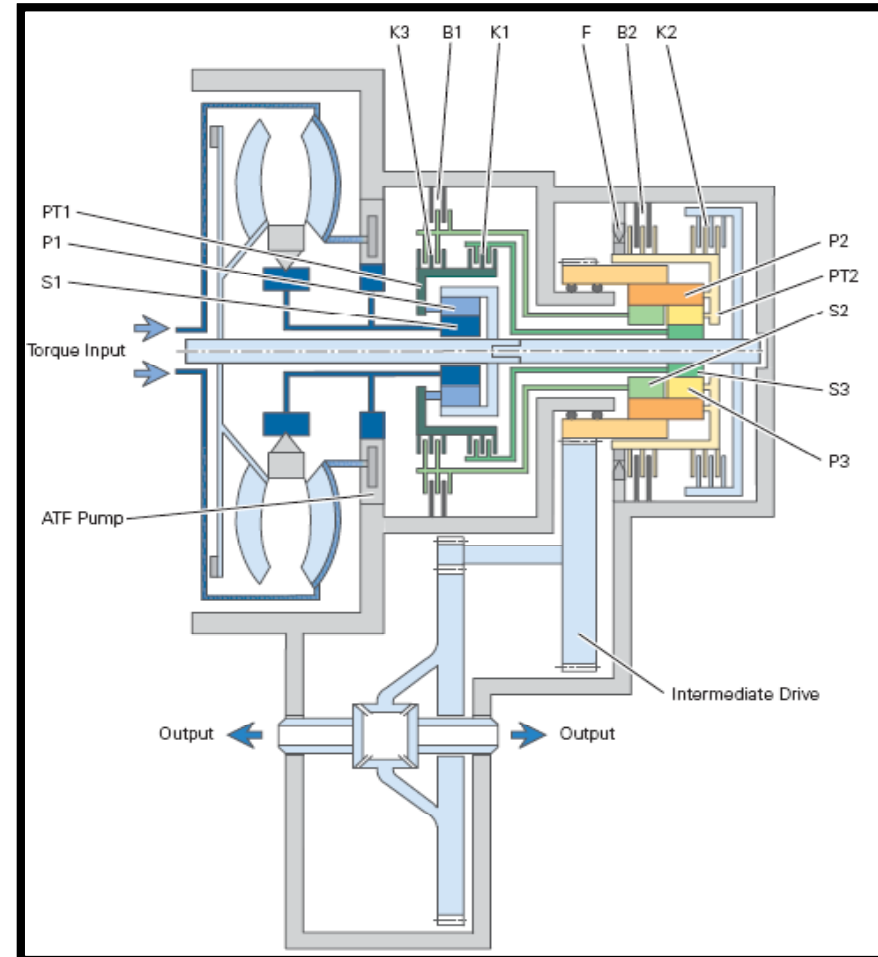 K3 B1 K1 F B2 K2
PT1
P1
S1
P2
PT2
S2
Torque Input
S3
P3
ATF Pump
Intermediate Drive
Output Output